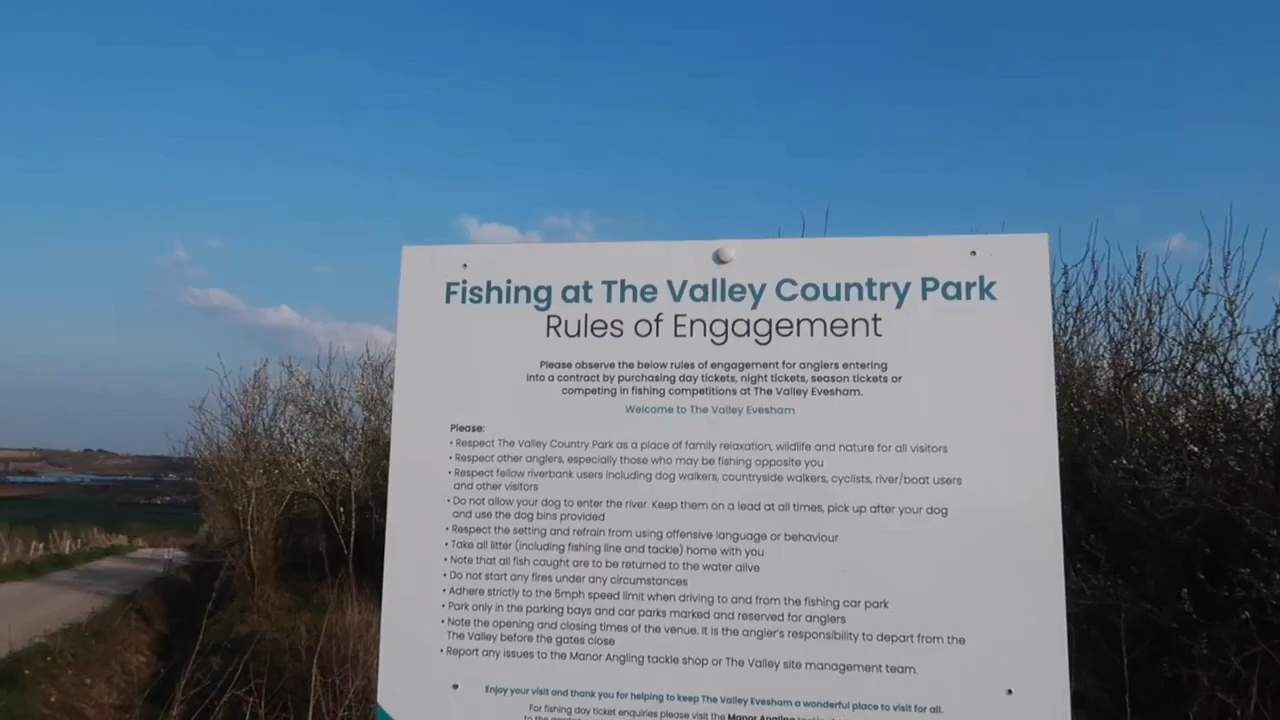 Fishing at The Valley Country Park
Rules of Engagement
Please observe the below rules of engagement for anglers entering
into a contract by purchasing day tickets, night tickets, season tickets or
competing in fishing competitions at The Valley Evesham.
Welcome to The Valley Evesham
Please:
• Respect The Valley Country Park as a place of family relaxation, wildlife and nature for all visitors
• Respect other anglers, especially those who may be fishing opposite you
• Respect fellow riverbank users including dog walkers, countryside walkers, cyclists, river/boat users
and other visitors
• Do not allow your dog to enter the river. Keep them on a lead at all times, pick up after your dog
and use the dog bins provided
• Respect the setting and refrain from using offensive language or behaviour
• Take all litter (including fishing line and tackle) home with you
• Note that all fish caught are to be returned to the water alive
• Do not start any fires under any circumstances
• Adhere strictly to the 5mph speed limit when driving to and from the fishing car park
• Park only in the parking bays and car parks marked and reserved for anglers
• Note the opening and closing times of the venue. It is the angler's responsibility to depart from the
The Valley before the gates close
• Report any issues to the Manor Angling tackle shop or The Valley site management team.
Enjoy your visit and thank you for helping to keep The Valley Evesham a wonderful place to visit for all.
For fishing day ticket enquiries please visit the Manor Angling